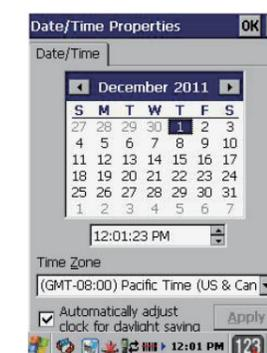 Date/Time Properties OK
Date/Time
December 2011
S M T W T F S
27 28 29 30 1 2 3
4 5 6 7 8 9 10
11 12 13 14 15 16 17
18 19 20 21 22 23 24
25 26 27 28 29 30 31
1 2 3 4 5 6 7
12:01:23 PM
Time Zone
(GMT-08:00) Pacific Time (US & Can
Automatically adjust
clock for daylight saving
Apply
12:01 PM 123